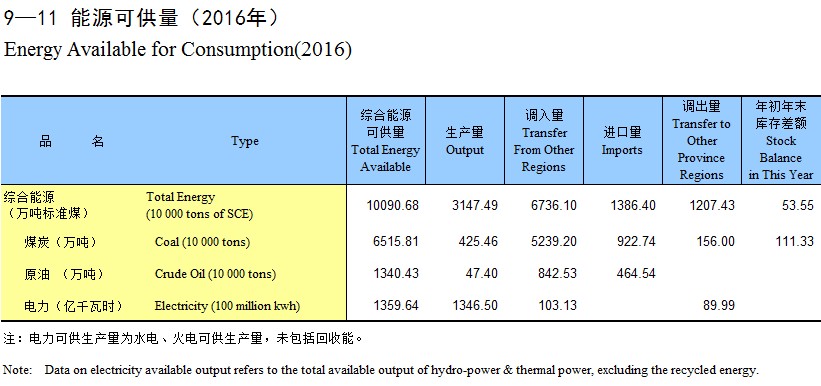 9—11 能源可供量（2016年）
Energy Available for Consumption(2016)
品 名 Type 综合能源可供量 Total Energy Available 生产量 Output 调入量 Transfer From Other Regions 进口量 Imports 调出量 Transfer to Other Province Regions 年初年末库存差额 Stock Balance in This Year
综合能源（万吨标准煤） Total Energy (10 000 tons of SCE) 10090.68 3147.49 6736.10 1386.40 1207.43 53.55
煤炭（万吨） Coal (10 000 tons) 6515.81 425.46 5239.20 922.74 156.00 111.33
原油 （万吨） Crude Oil (10 000 tons) 1340.43 47.40 842.53 464.54
电力（亿千瓦时） Electricity (100 million kwh) 1359.64 1346.50 103.13 89.99
注：电力可供生产量为水电、火电可供生产量，未包括回收能。
Note: Data on electricity available output refers to the total available output of hydro-power & thermal power, excluding the recycled energy.